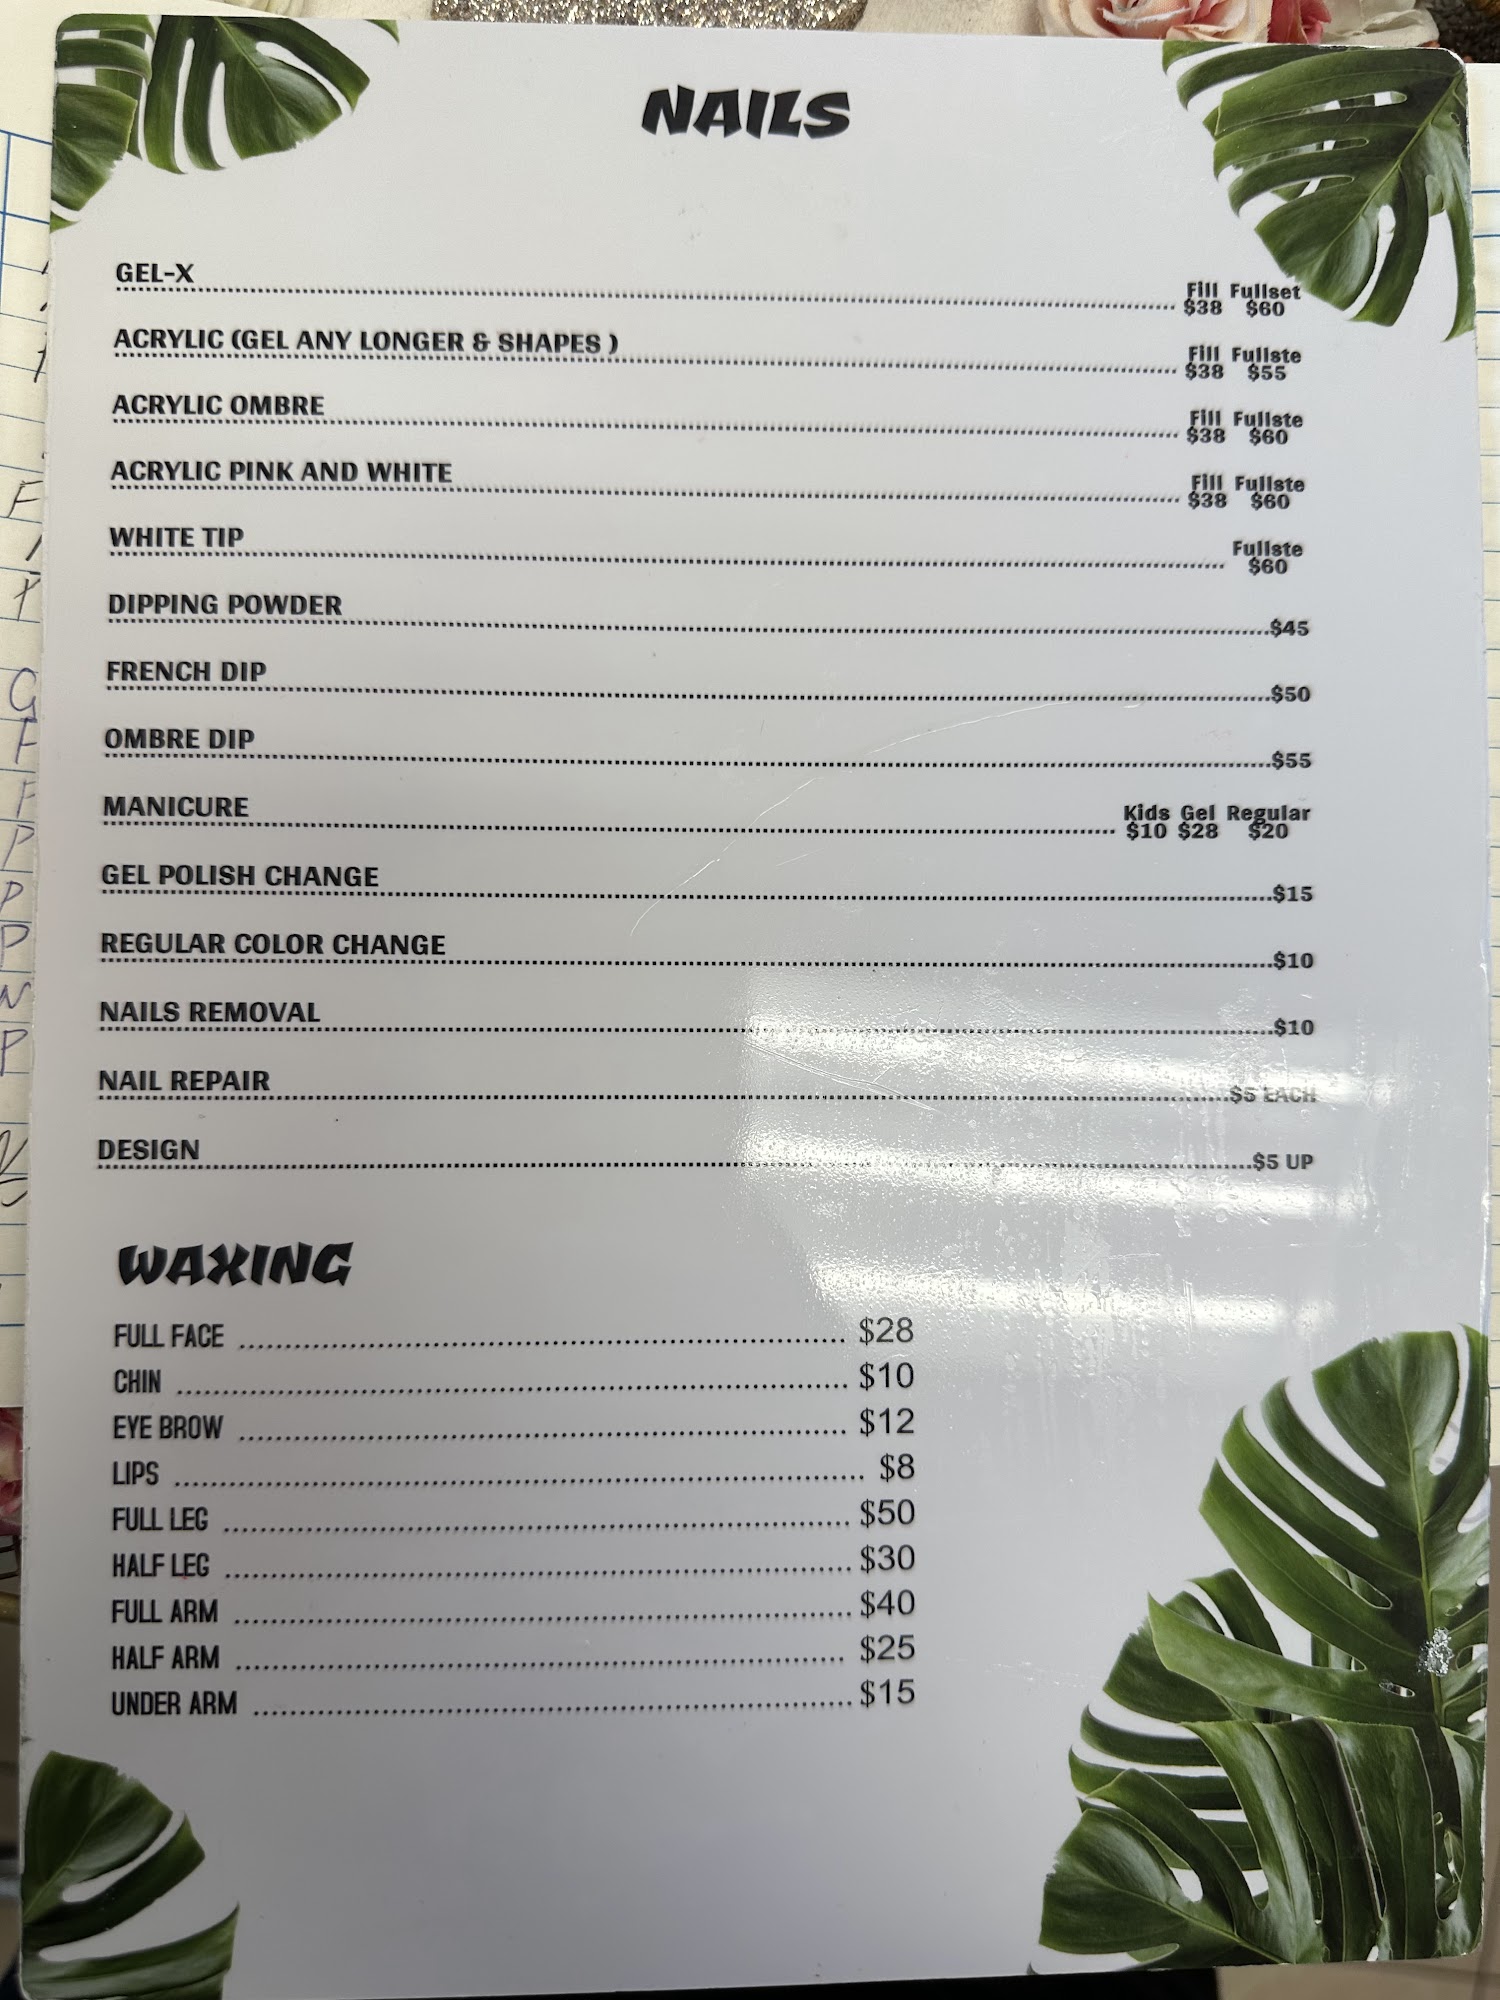 NAILS
GEL-X
Fill Fullset
$38 $60
ACRYLIC (GEL ANY LONGER & SHAPES )
Fill Fullste
$38 $55
ACRYLIC OMBRE
Fill Fullste
$38 $60
ACRYLIC PINK AND WHITE
Fill Fullste
$38 $60
WHITE TIP
Fullste
$60
DIPPING POWDER $45
FRENCH DIP $50
OMBRE DIP $55
MANICURE
Kids Gel Regular
$10 $28 $20
GEL POLISH CHANGE $15
REGULAR COLOR CHANGE $10
NAILS REMOVAL $10
NAIL REPAIR $5 EACH
DESIGN $5 UP
WAXING
FULL FACE $28
CHIN $10
EYE BROW $12
LIPS $8
FULL LEG $50
HALF LEG $30
FULL ARM $40
HALF ARM $25
UNDER ARM $15